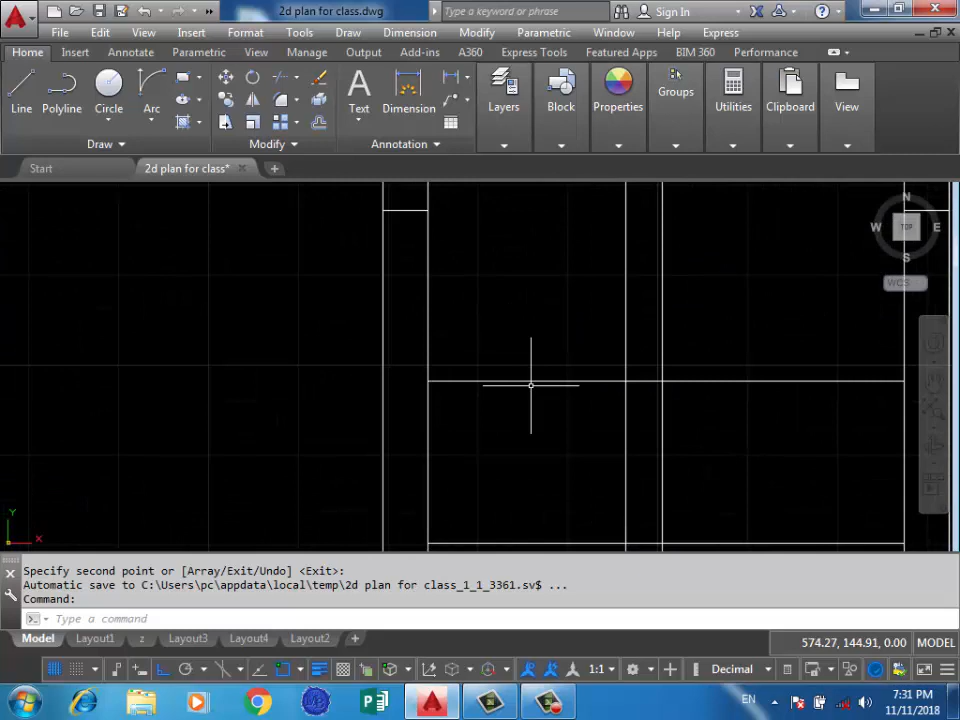 2d plan for class.dwg
Type a keyword or phrase
Sign In
File Edit View Insert Format Tools Draw Dimension Modify Parametric Window Help Express
Home Insert Annotate Parametric View Manage Output Add-ins A360 Express Tools Featured Apps BIM 360 Performance
Line Polyline Circle Arc Text Dimension Layers Block Properties Groups Utilities Clipboard View
Draw Modify Annotation
Start 2d plan for class*
N
W TOP E
S
WCS
Y
X
Specify second point or [Array/Exit/Undo] <Exit>:
Automatic save to C:\Users\pc\appdata\local\temp\2d plan for class_1_1_3361.sv$ ...
Command:
Type a command
Model Layout1 z Layout3 Layout4 Layout2
574.27, 144.91, 0.00 MODEL
1:1 Decimal
EN
7:31 PM
11/11/2018